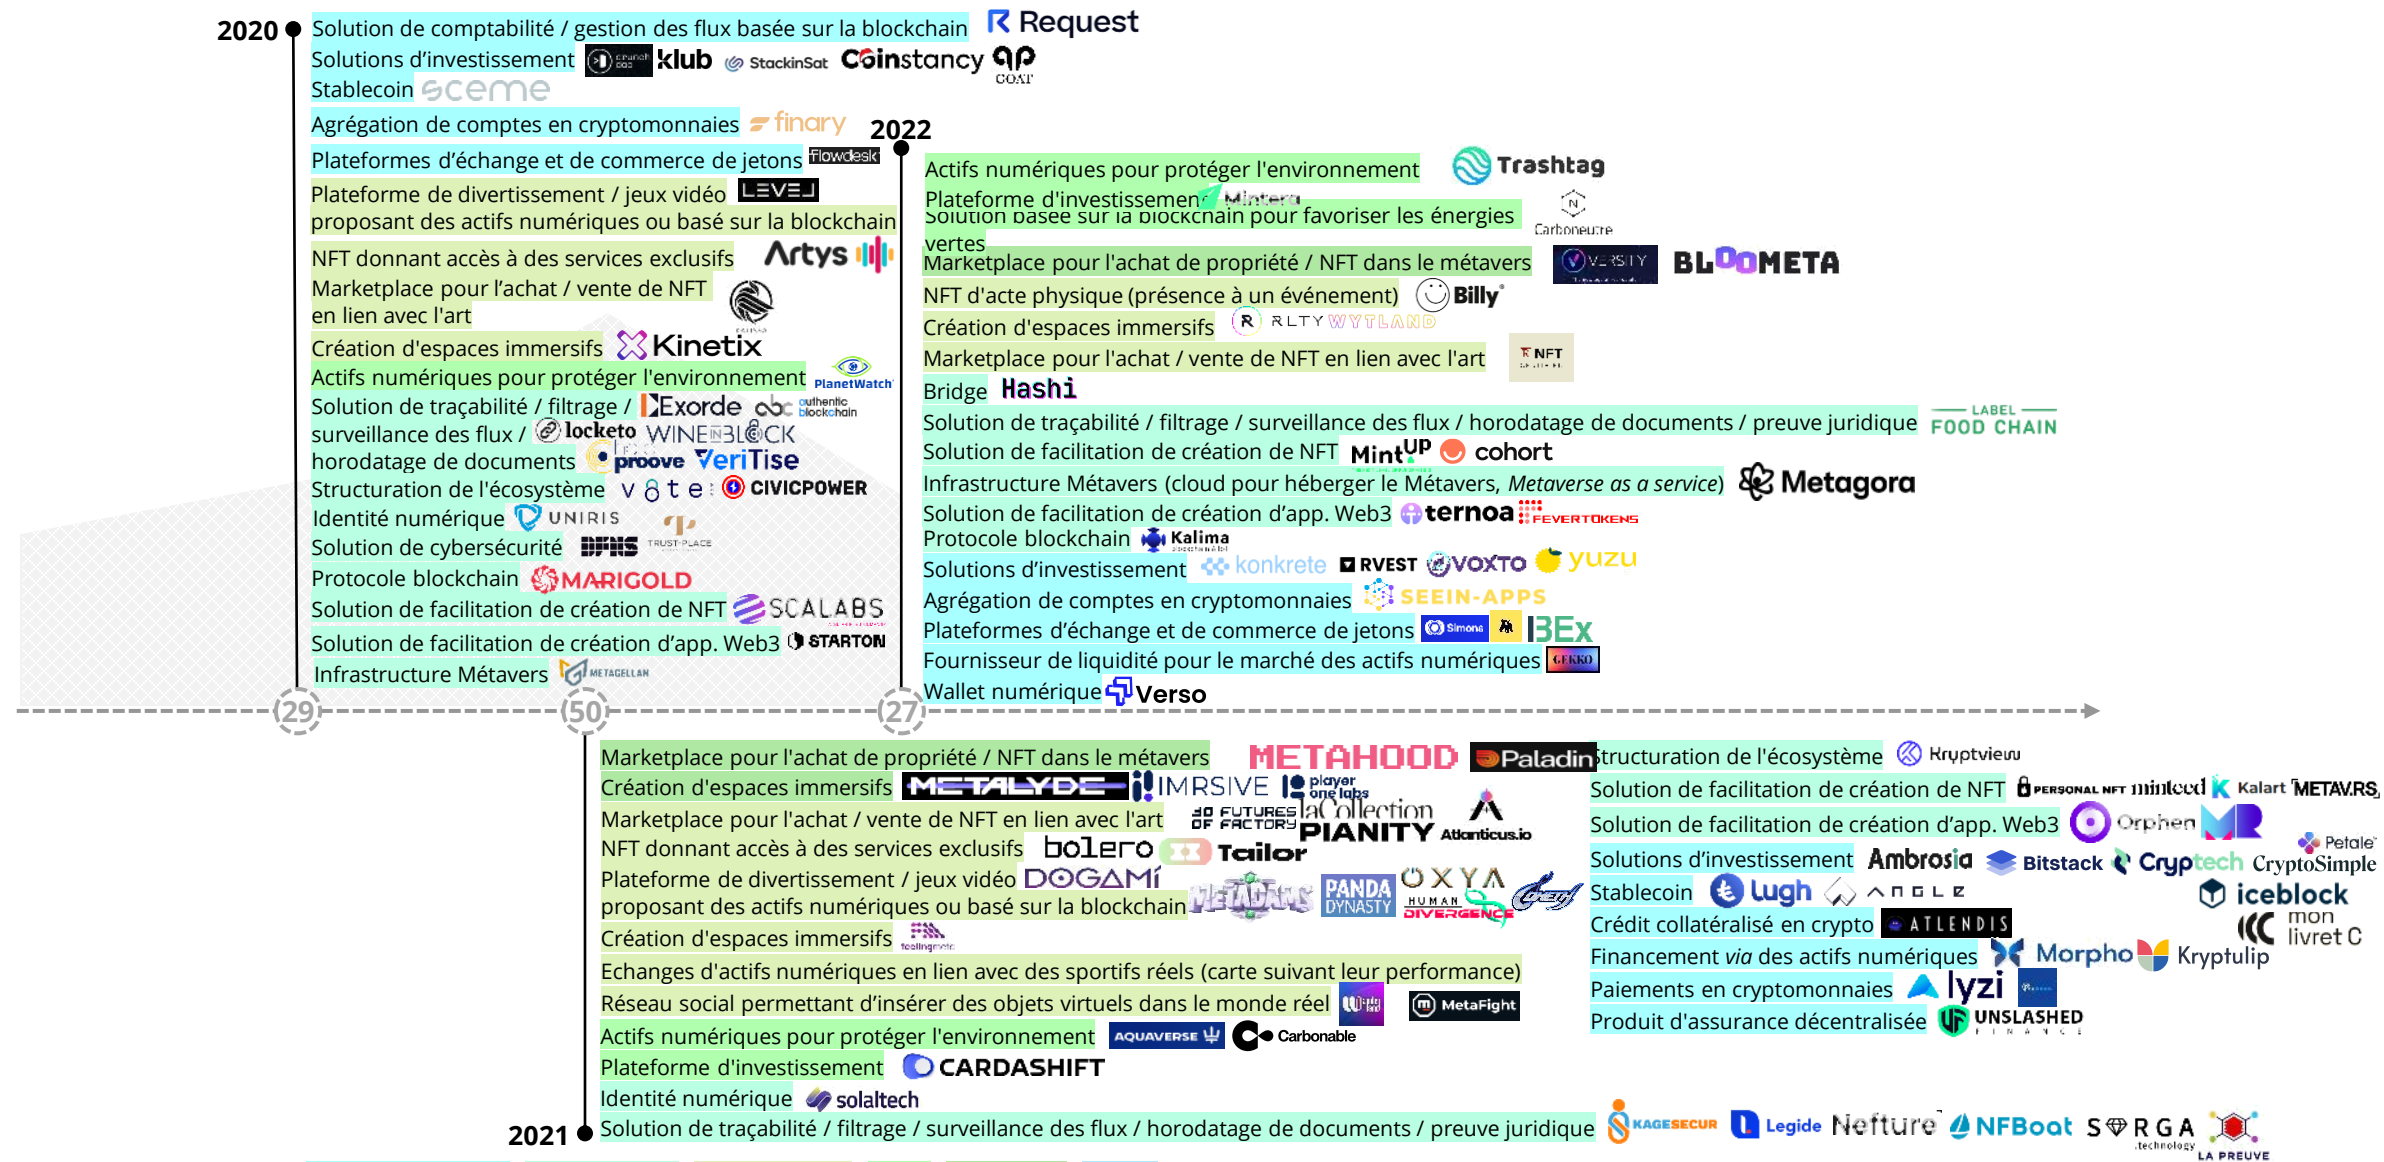 2020
Solution de comptabilité / gestion des flux basée sur la blockchain Request
Solutions d’investissement crunch dao klub StackinSat Coinstancy GOAT
Stablecoin sceme
Agrégation de comptes en cryptomonnaies finary
Plateformes d’échange et de commerce de jetons flowdesk
Plateforme de divertissement / jeux vidéo LEVEL
proposant des actifs numériques ou basé sur la blockchain
NFT donnant accès à des services exclusifs Artys
Marketplace pour l’achat / vente de NFT
en lien avec l'art
Création d'espaces immersifs Kinetix
Actifs numériques pour protéger l'environnement PlanetWatch
Solution de traçabilité / filtrage / Exorde abc authentic blockchain
surveillance des flux / locketo WINEINBLOCK
horodatage de documents proove VeriTise
Structuration de l'écosystème vote CIVICPOWER
Identité numérique UNIRIS
Solution de cybersécurité DFNS TRUST-PLACE
Protocole blockchain MARIGOLD
Solution de facilitation de création de NFT SCALABS
Solution de facilitation de création d’app. Web3 STARTON
Infrastructure Métavers METAGELLAN
2022
Actifs numériques pour protéger l'environnement Trashtag
Plateforme d'investissement Mintera
Solution basée sur la blockchain pour favoriser les énergies
vertes Carboneutre
Marketplace pour l'achat de propriété / NFT dans le métavers VERSITY BLOOMETA
NFT d'acte physique (présence à un événement) Billy
Création d'espaces immersifs RLTY WYTLAND
Marketplace pour l'achat / vente de NFT en lien avec l'art NFT
Bridge Hashi
Solution de traçabilité / filtrage / surveillance des flux / horodatage de documents / preuve juridique LABEL FOOD CHAIN
Solution de facilitation de création de NFT MintUP cohort
Infrastructure Métavers (cloud pour héberger le Métavers, Metaverse as a service) Metagora
Solution de facilitation de création d’app. Web3 ternoa FEVERTOKENS
Protocole blockchain Kalima
Solutions d’investissement konkrete RVEST VOXTO yuzu
Agrégation de comptes en cryptomonnaies SEEIN-APPS
Plateformes d’échange et de commerce de jetons Simone BEx
Fournisseur de liquidité pour le marché des actifs numériques GEKKO
Wallet numérique Verso
29 50 27
Marketplace pour l'achat de propriété / NFT dans le métavers METAHOOD Paladin
Création d'espaces immersifs METALYDE IMRSIVE player one labs
Marketplace pour l'achat / vente de NFT en lien avec l'art FUTURES OF FACTORY laCollection PIANITY Atlanticus.io
NFT donnant accès à des services exclusifs bolero Tailor
Plateforme de divertissement / jeux vidéo DOGAMÍ
proposant des actifs numériques ou basé sur la blockchain METADAMS PANDA DYNASTY OXYA HUMAN DIVERGENCE
Création d'espaces immersifs feelingmeta
Echanges d'actifs numériques en lien avec des sportifs réels (carte suivant leur performance)
Réseau social permettant d’insérer des objets virtuels dans le monde réel MetaFight
Actifs numériques pour protéger l'environnement AQUAVERSE Carbonable
Plateforme d'investissement CARDASHIFT
Identité numérique solaltech
2021
Solution de traçabilité / filtrage / surveillance des flux / horodatage de documents / preuve juridique KAGESECUR Legide Nefture NFBoat SORGA .technology LA PREUVE
Structuration de l'écosystème Kryptview
Solution de facilitation de création de NFT PERSONAL NFT minteed Kalart METAV.RS
Solution de facilitation de création d’app. Web3 Orphen
Petale
Solutions d’investissement Ambrosia Bitstack Cryptech CryptoSimple
Stablecoin Lugh ANGLE iceblock
Crédit collatéralisé en crypto ATLENDIS mon livret C
Financement via des actifs numériques Morpho Kryptulip
Paiements en cryptomonnaies lyzi
Produit d'assurance décentralisée UNSLASHED FINANCE